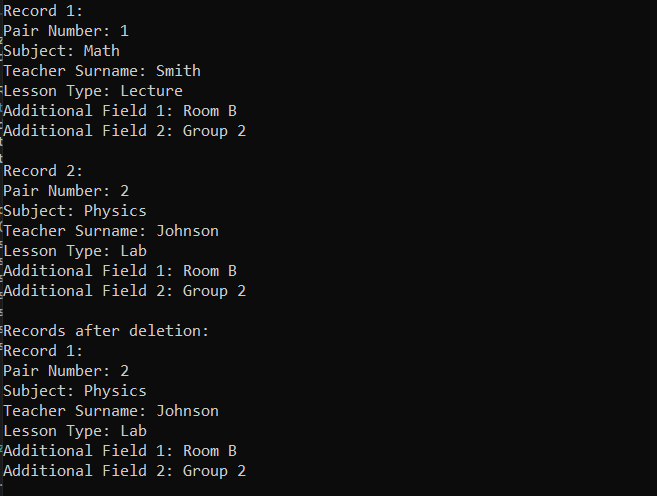 Record 1:
Pair Number: 1
Subject: Math
Teacher Surname: Smith
Lesson Type: Lecture
Additional Field 1: Room B
Additional Field 2: Group 2
Record 2:
Pair Number: 2
Subject: Physics
Teacher Surname: Johnson
Lesson Type: Lab
Additional Field 1: Room B
Additional Field 2: Group 2
Records after deletion:
Record 1:
Pair Number: 2
Subject: Physics
Teacher Surname: Johnson
Lesson Type: Lab
Additional Field 1: Room B
Additional Field 2: Group 2